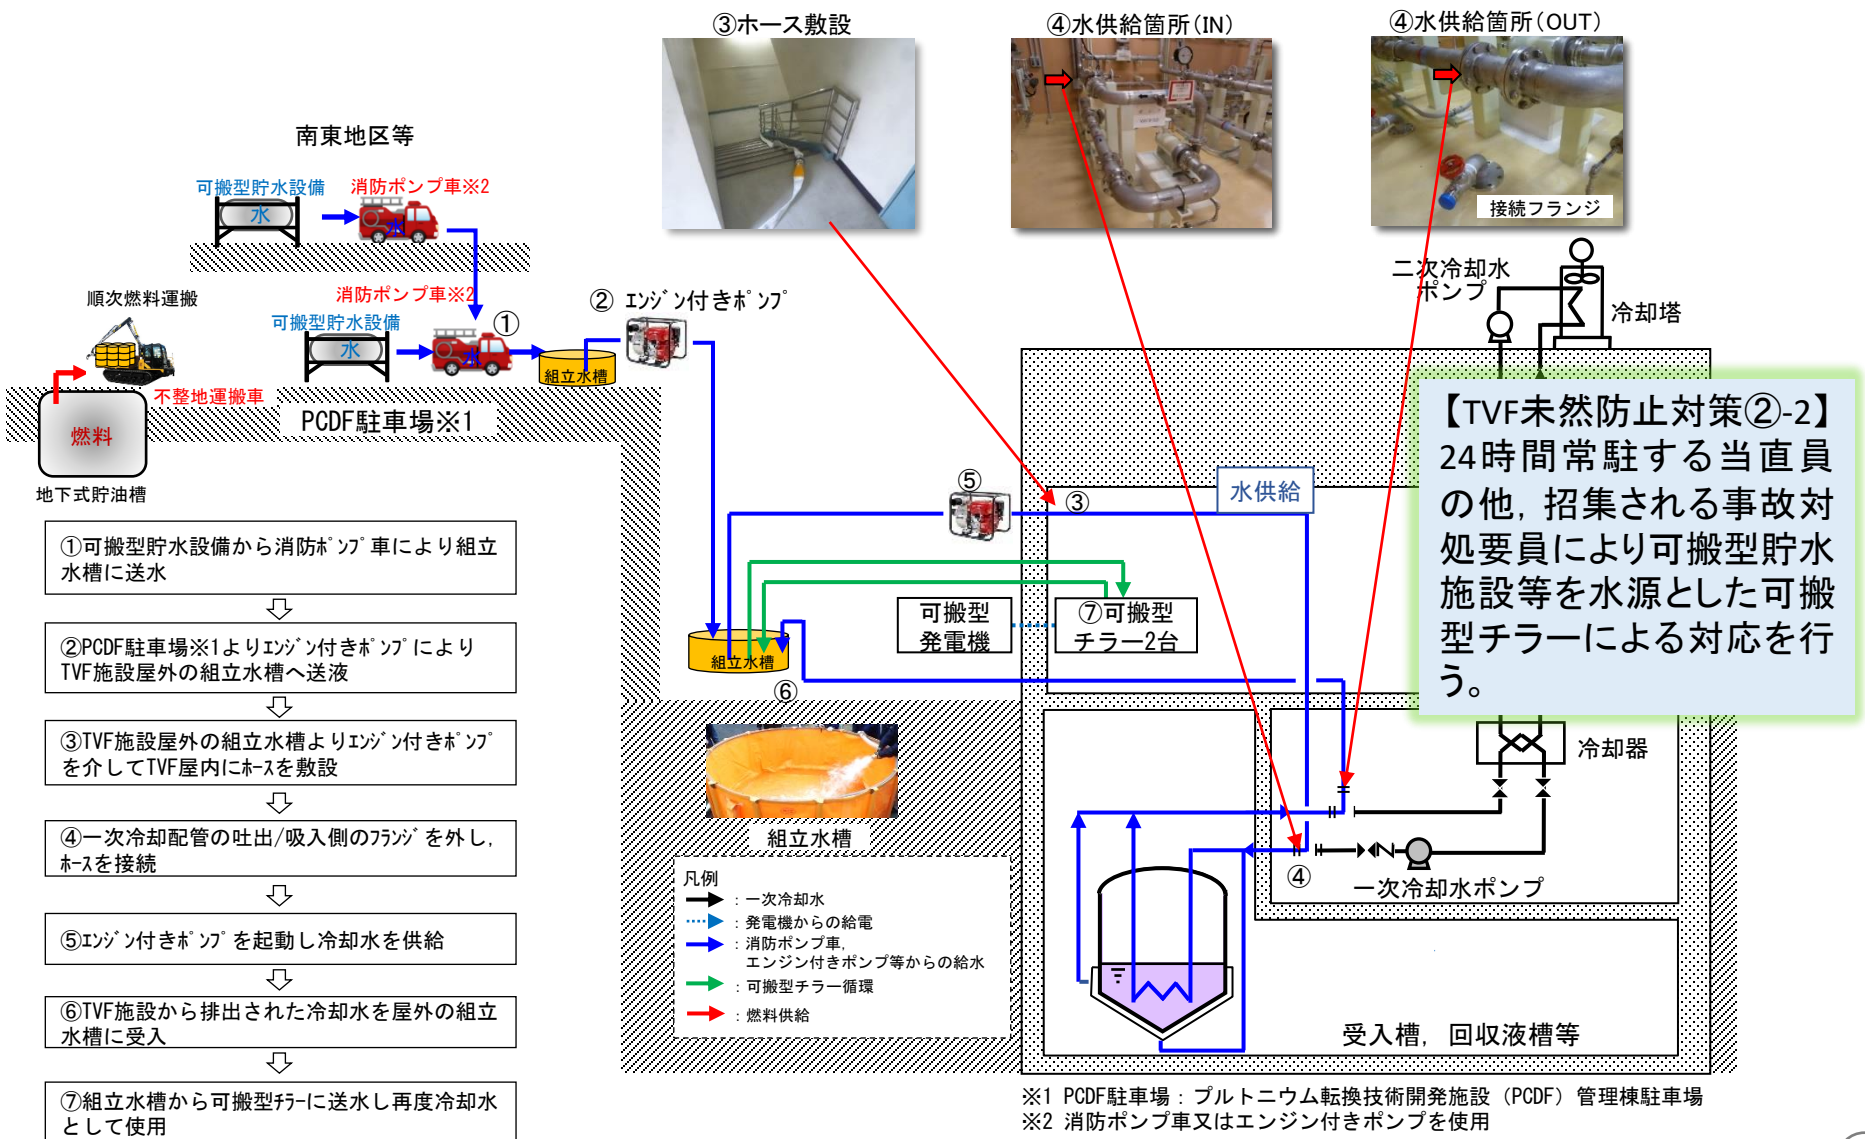 ③ホース敷設
④水供給箇所(IN)
④水供給箇所(OUT)
接続フランジ
南東地区等
可搬型貯水設備
消防ポンプ車※2
水
水
順次燃料運搬
消防ポンプ車※2
可搬型貯水設備
水
水
①
② エンジン付きポンプ
組立水槽
不整地運搬車
PCDF駐車場※1
燃料
地下式貯油槽
二次冷却水
ポンプ
冷却塔
【TVF未然防止対策②-2】
24時間常駐する当直員
の他，招集される事故対
処要員により可搬型貯水
施設等を水源とした可搬
型チラーによる対応を行
う。
⑤
③
水供給
可搬型
発電機
⑦可搬型
チラー2台
組立水槽
⑥
組立水槽
冷却器
④
一次冷却水ポンプ
受入槽，回収液槽等
①可搬型貯水設備から消防ポンプ車により組立
水槽に送水
②PCDF駐車場※1よりエンジン付きポンプにより
TVF施設屋外の組立水槽へ送液
③TVF施設屋外の組立水槽よりエンジン付きポンプ
を介してTVF屋内にホースを敷設
④一次冷却配管の吐出/吸入側のフランジを外し，
ホースを接続
⑤エンジン付きポンプを起動し冷却水を供給
⑥TVF施設から排出された冷却水を屋外の組立
水槽に受入
⑦組立水槽から可搬型チラーに送水し再度冷却水
として使用
凡例
：一次冷却水
：発電機からの給電
：消防ポンプ車，
エンジン付きポンプ等からの給水
：可搬型チラー循環
：燃料供給
※1 PCDF駐車場：プルトニウム転換技術開発施設（PCDF）管理棟駐車場
※2 消防ポンプ車又はエンジン付きポンプを使用